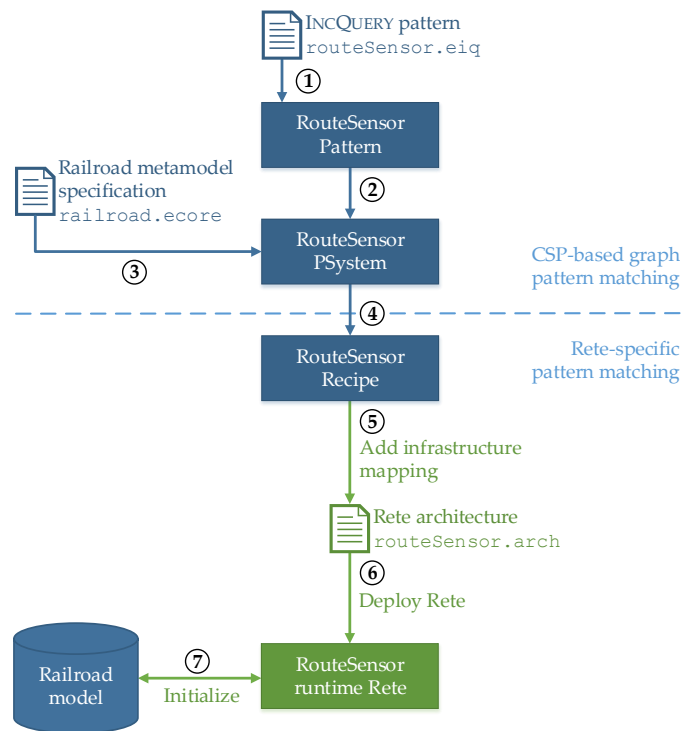 INCQUERY pattern
routeSensor.eiq
①
RouteSensor
Pattern
②
Railroad metamodel
specification
railroad.ecore
③
RouteSensor
PSystem
CSP-based graph
pattern matching
④
Rete-specific
pattern matching
RouteSensor
Recipe
⑤
Add infrastructure
mapping
Rete architecture
routeSensor.arch
⑥
Deploy Rete
Railroad
model
⑦
Initialize
RouteSensor
runtime Rete